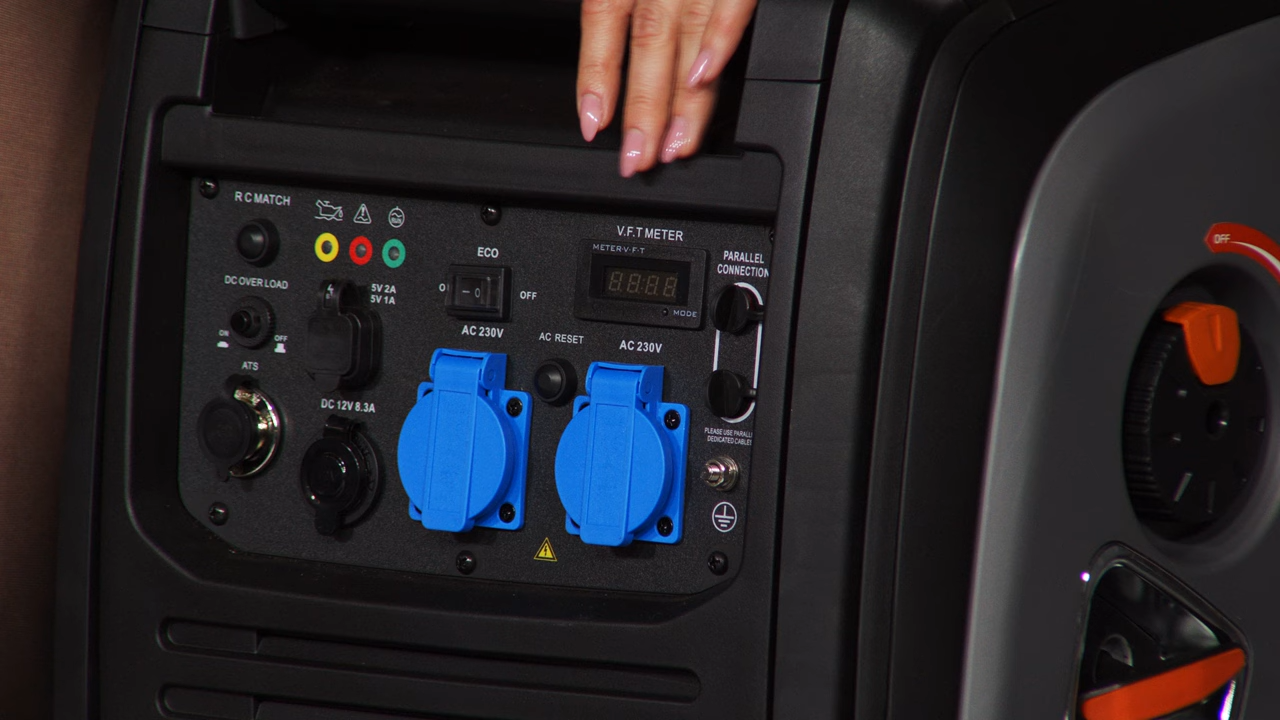 R C MATCH
DC OVER LOAD
ON
OFF
ATS
5V 2A
5V 1A
DC 12V 8.3A
ECO
O
OFF
AC 230V
AC RESET
V.F.T METER
METER-V-F-T
MODE
AC 230V
PARALLEL
CONNECTION
PLEASE USE PARALL
DEDICATED CABLE
OFF